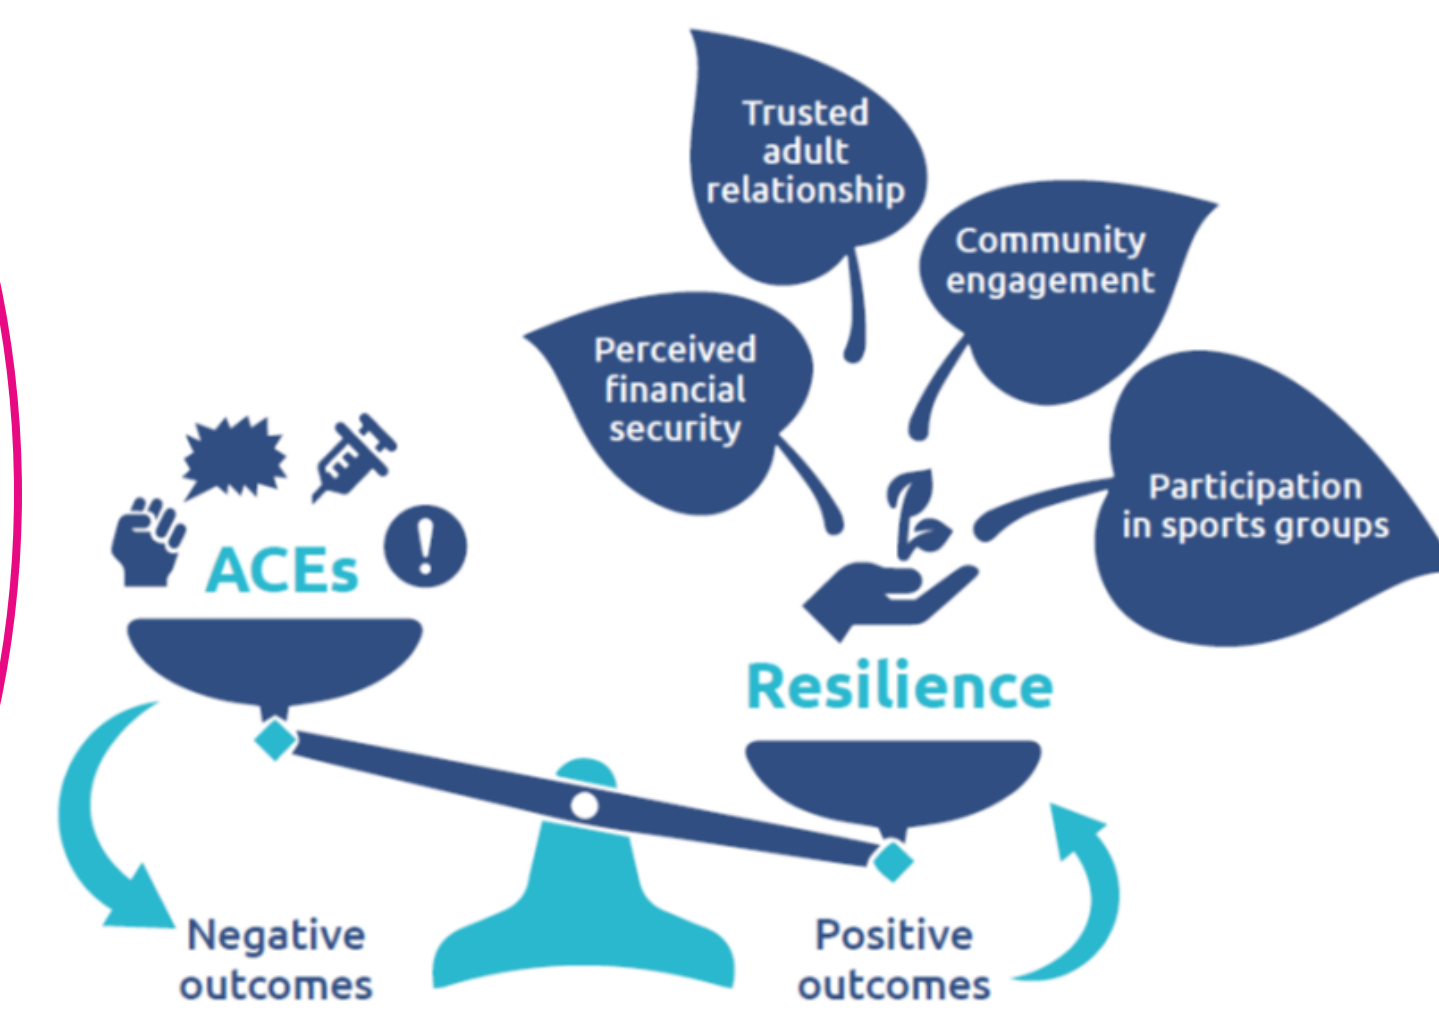 Trusted
adult
relationship
Community
engagement
Perceived
financial
security
Participation
in sports groups
ACEs
!
Resilience
Negative
outcomes
Positive
outcomes